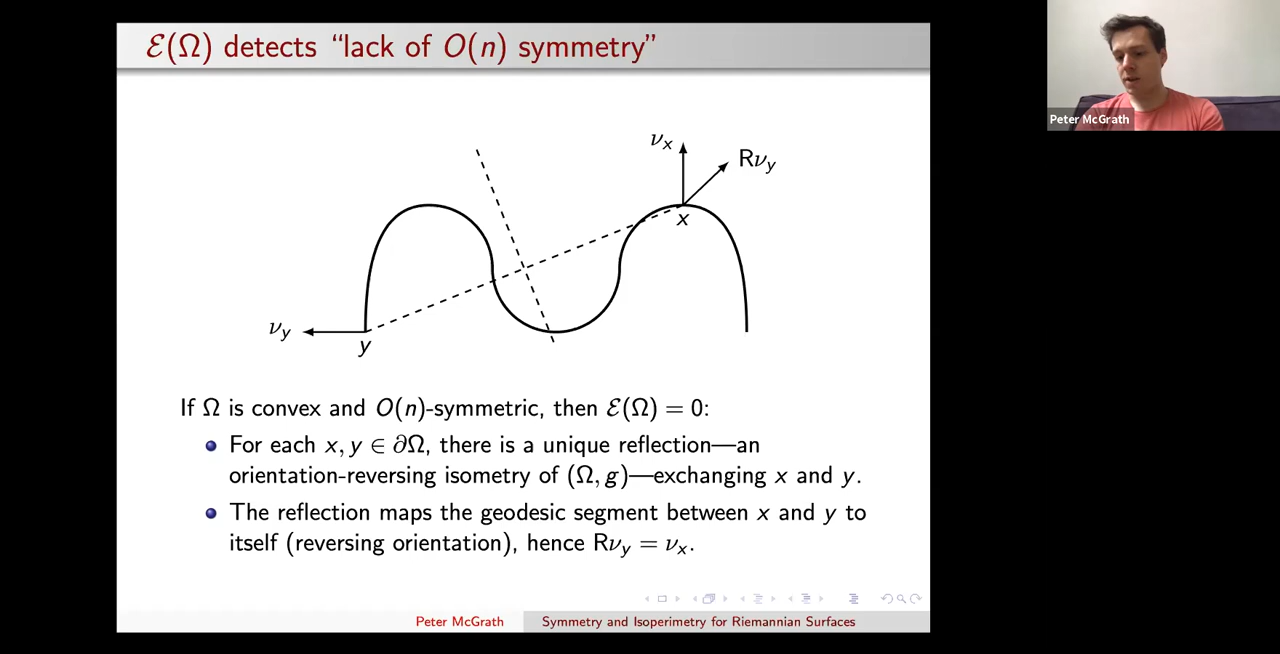 ℰ(Ω) detects “lack of O(n) symmetry”
ν_x
Rν_y
x
ν_y
y
If Ω is convex and O(n)-symmetric, then ℰ(Ω) = 0:
For each x, y ∈ ∂Ω, there is a unique reflection—an
orientation-reversing isometry of (Ω, g)—exchanging x and y.
The reflection maps the geodesic segment between x and y to
itself (reversing orientation), hence Rν_y = ν_x.
Peter McGrath
Symmetry and Isoperimetry for Riemannian Surfaces
Peter McGrath